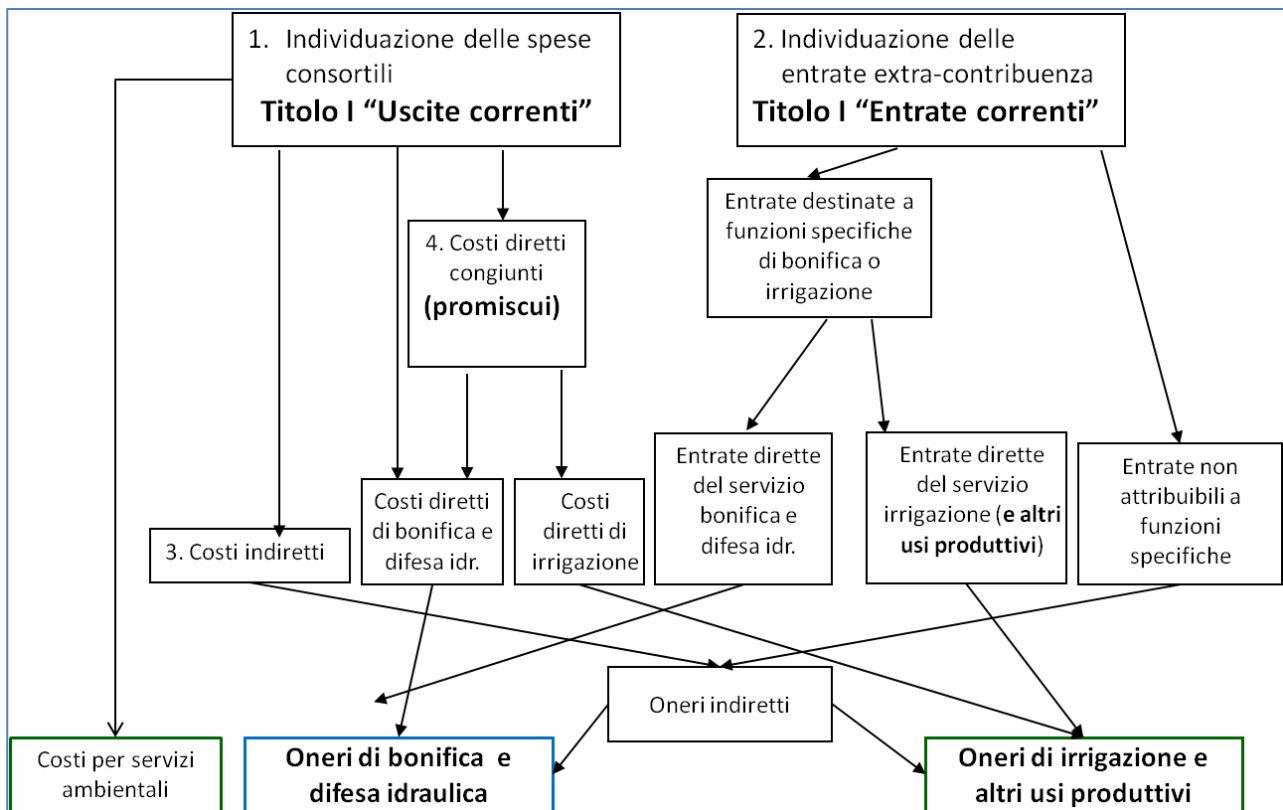 1. Individuazione delle spese
consortili
Titolo I “Uscite correnti”
2. Individuazione delle
entrate extra-contribuenza
Titolo I “Entrate correnti”
4. Costi diretti
congiunti
(promiscui)
Entrate destinate a
funzioni specifiche
di bonifica o
irrigazione
3. Costi indiretti
Costi diretti
di bonifica e
difesa idr.
Costi
diretti di
irrigazione
Entrate dirette
del servizio
bonifica e
difesa idr.
Entrate dirette
del servizio
irrigazione (e altri
usi produttivi)
Entrate non
attribuibili a
funzioni
specifiche
Oneri indiretti
Costi per servizi
ambientali
Oneri di bonifica e
difesa idraulica
Oneri di irrigazione e
altri usi produttivi